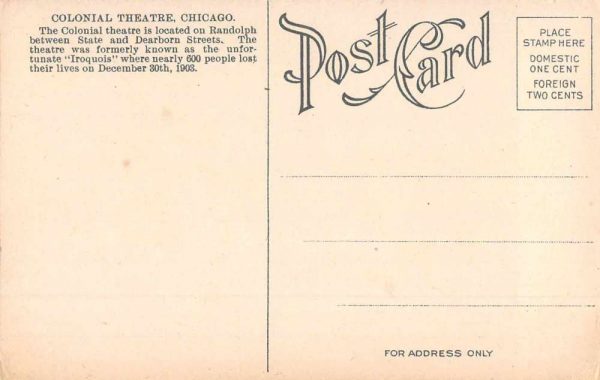 COLONIAL THEATRE, CHICAGO.
The Colonial theatre is located on Randolph
between State and Dearborn Streets. The
theatre was formerly known as the unfor-
tunate "Iroquois" where nearly 600 people lost
their lives on December 30th, 1903.
Post Card
PLACE
STAMP HERE
DOMESTIC
ONE CENT
FOREIGN
TWO CENTS
FOR ADDRESS ONLY